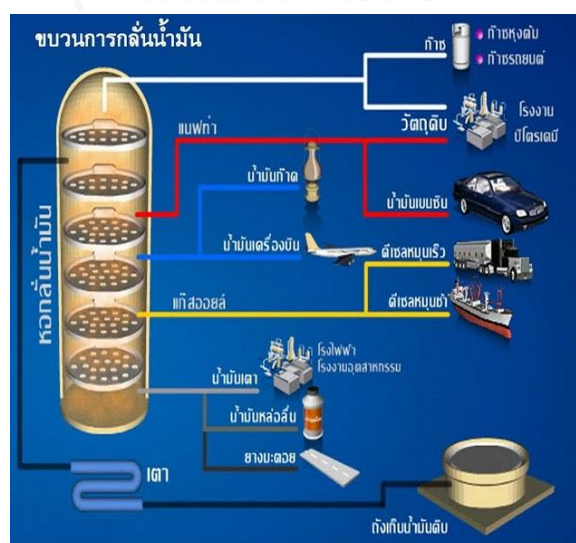 ขบวนการกลั่นน้ำมัน
ก๊าซ
ก๊าซหุงต้ม
ก๊าซรถยนต์
แนฟทา
วัตถุดิบ
โรงงาน
ปิโตรเคมี
น้ำมันก๊าด
น้ำมันเบนซิน
น้ำมันเครื่องบิน
ดีเซลหมุนเร็ว
หอกลั่นน้ำมัน
แก๊สออยล์
ดีเซลหมุนช้า
โรงไฟฟ้า
โรงงานอุตสาหกรรม
น้ำมันเตา
น้ำมันหล่อลื่น
ยางมะตอย
เตา
ถังเก็บน้ำมันดิบ